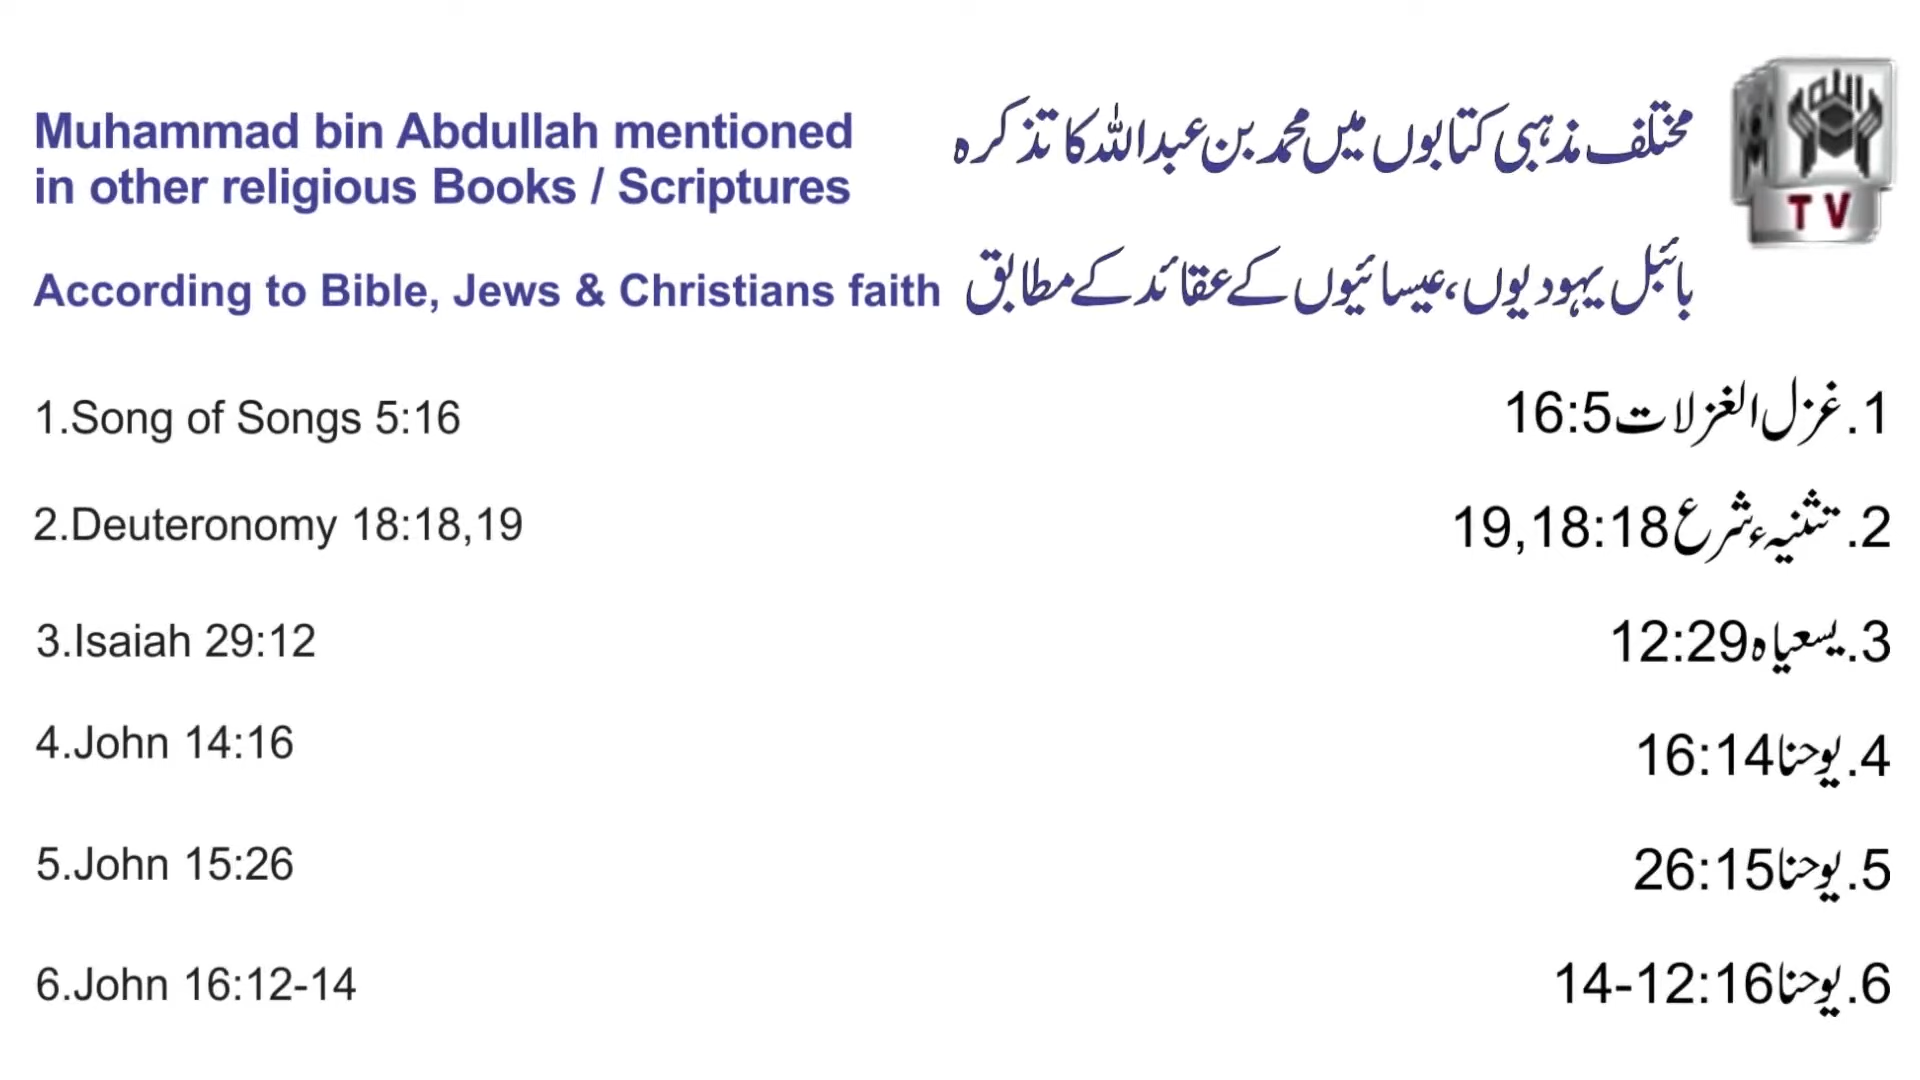 Muhammad bin Abdullah mentioned
in other religious Books / Scriptures
مختلف مذہبی کتابوں میں محمد بن عبداللہ کا تذکرہ
According to Bible, Jews & Christians faith
بائبل یہودیوں، عیسائیوں کے عقائد کے مطابق
1.Song of Songs 5:16
1. غزل الغزلات 16:5
2.Deuteronomy 18:18,19
2. تثنیہء شرع 19,18:18
3.Isaiah 29:12
3. یسعیاہ 12:29
4.John 14:16
4. یوحنا 16:14
5.John 15:26
5. یوحنا 26:15
6.John 16:12-14
6. یوحنا 14-12:16
الله
TV